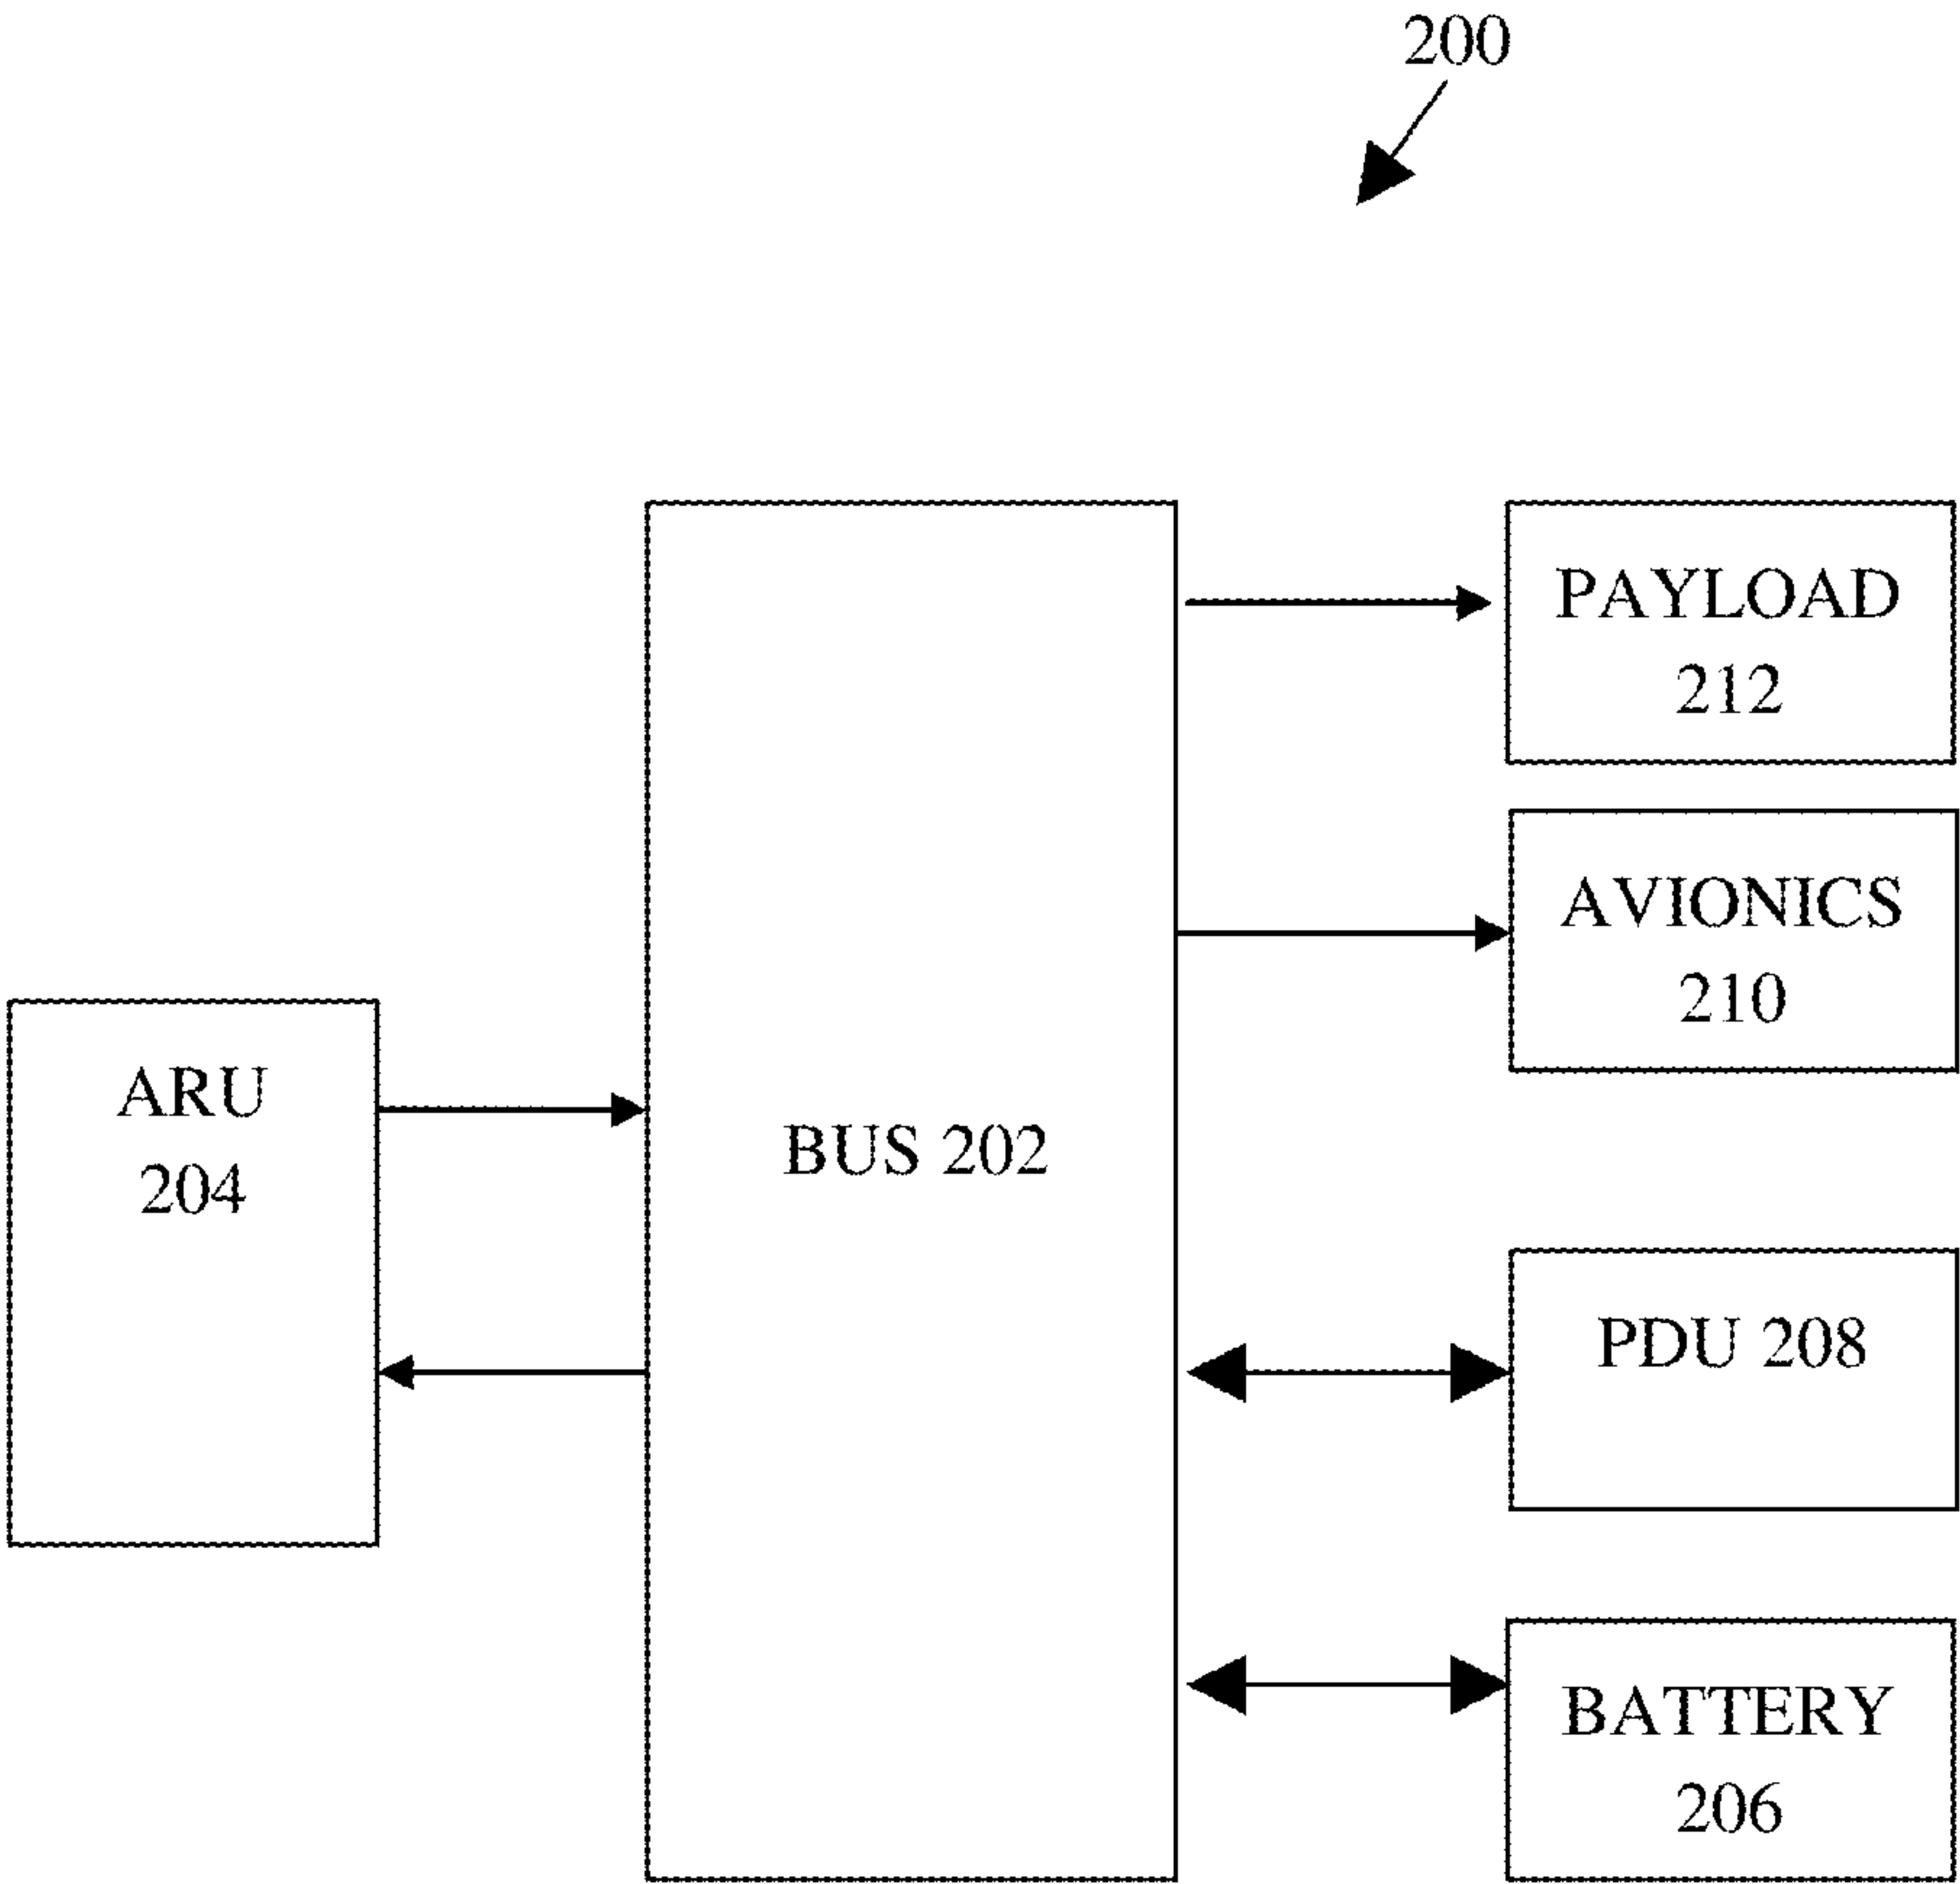 200
PAYLOAD
212
AVIONICS
210
ARU
204
BUS 202
PDU 208
BATTERY
206